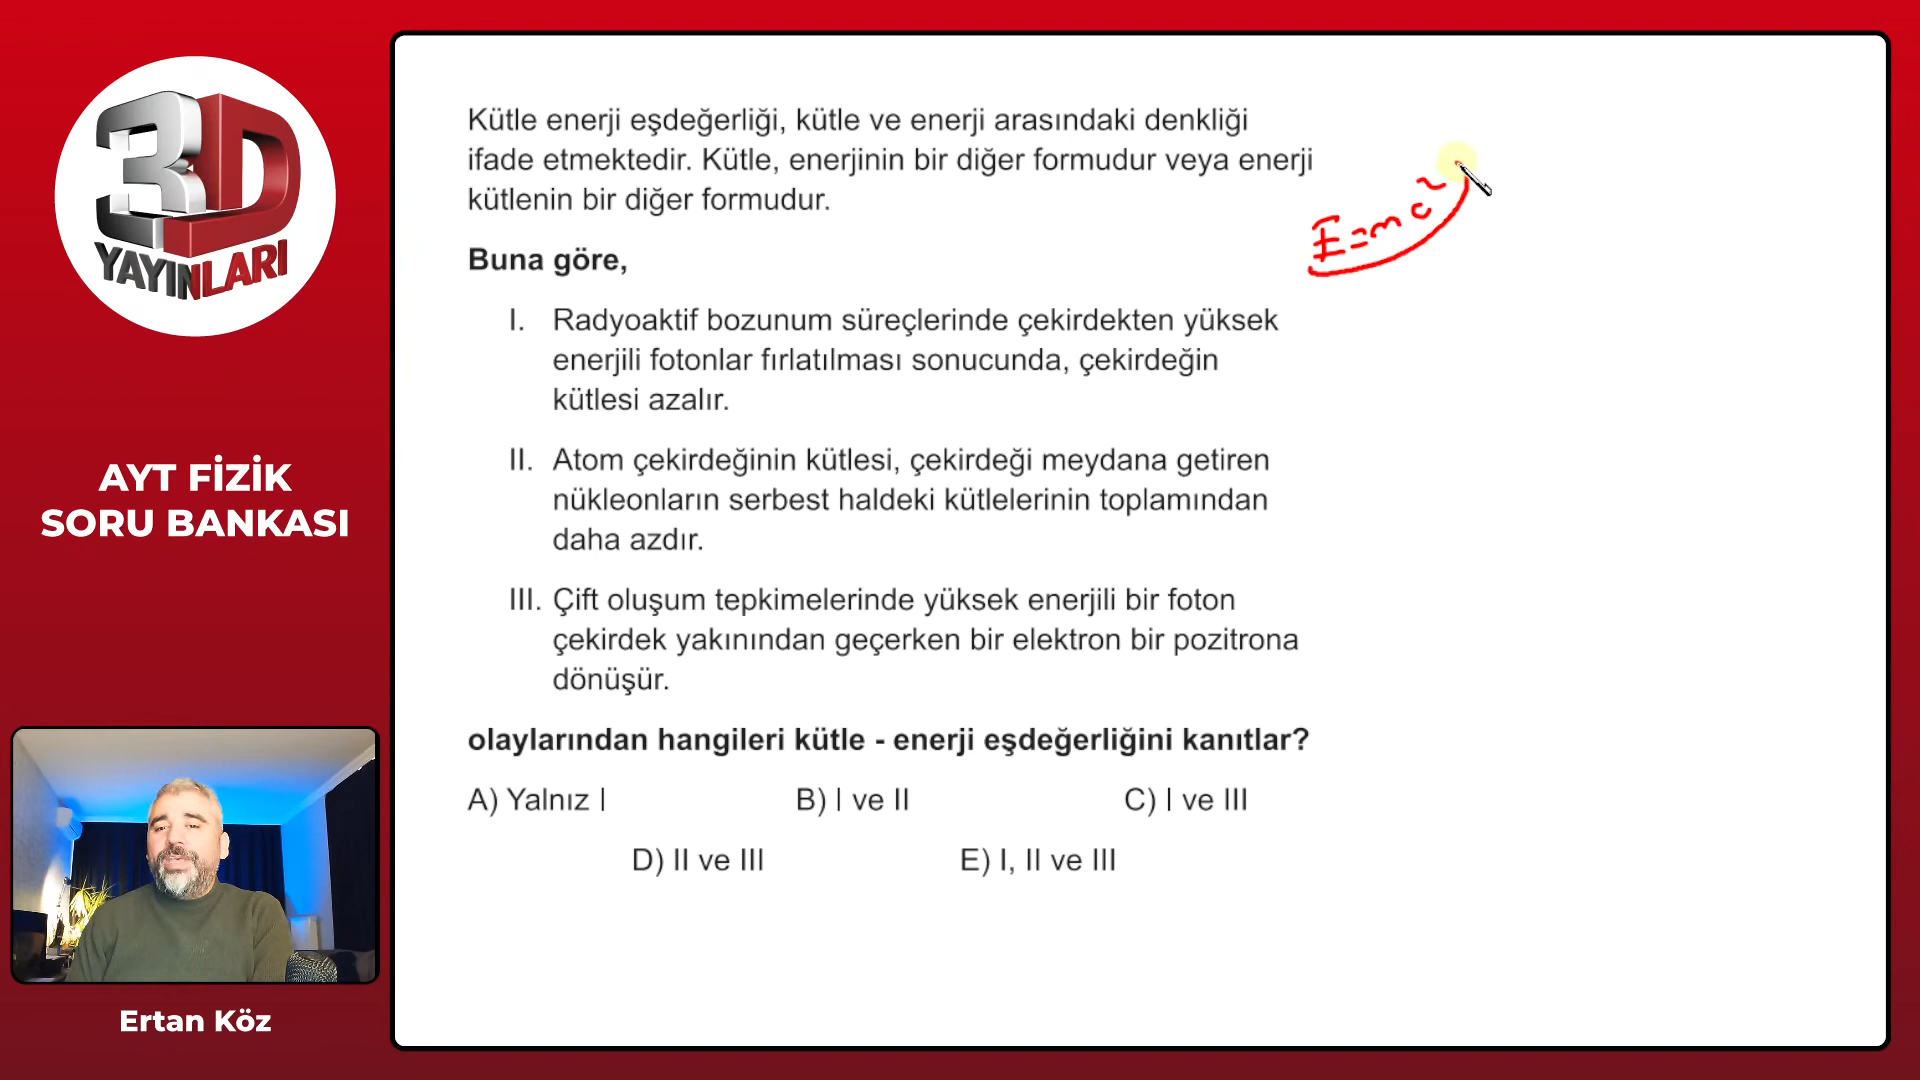 3D
YAYINLARI
AYT FİZİK
SORU BANKASI
Ertan Köz
Kütle enerji eşdeğerliği, kütle ve enerji arasındaki denkliği
ifade etmektedir. Kütle, enerjinin bir diğer formudur veya enerji
kütlenin bir diğer formudur.
E=mc²
Buna göre,
I. Radyoaktif bozunum süreçlerinde çekirdekten yüksek
enerjili fotonlar fırlatılması sonucunda, çekirdeğin
kütlesi azalır.
II. Atom çekirdeğinin kütlesi, çekirdeği meydana getiren
nükleonların serbest haldeki kütlelerinin toplamından
daha azdır.
III. Çift oluşum tepkimelerinde yüksek enerjili bir foton
çekirdek yakınından geçerken bir elektron bir pozitrona
dönüşür.
olaylarından hangileri kütle - enerji eşdeğerliğini kanıtlar?
A) Yalnız I B) I ve II C) I ve III
D) II ve III E) I, II ve III